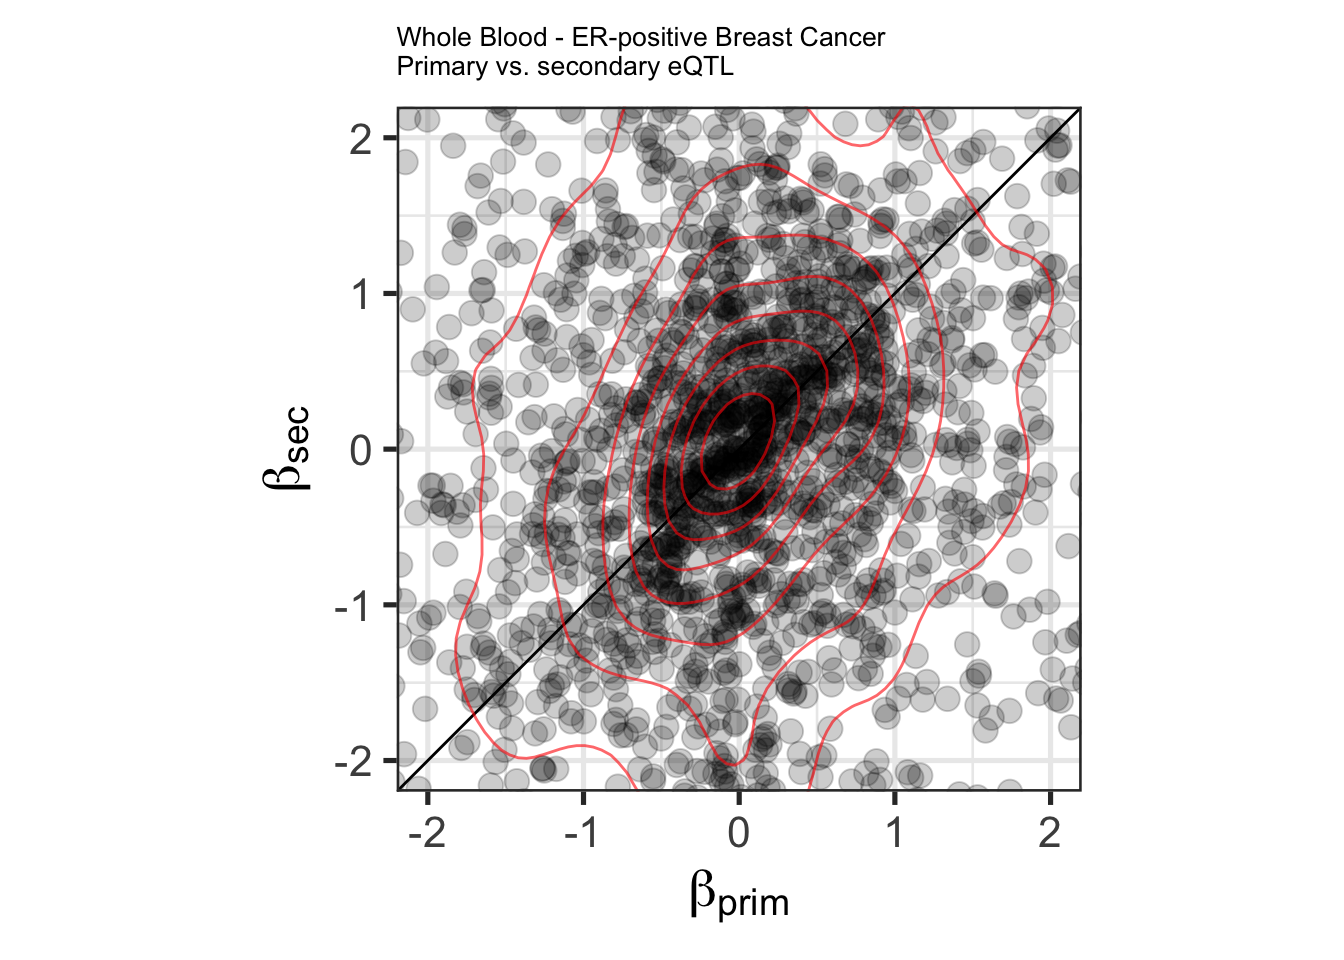 Whole Blood - ER-positive Breast Cancer
Primary vs. secondary eQTL
2
1
0
-1
-2
βsec
-2 -1 0 1 2
βprim